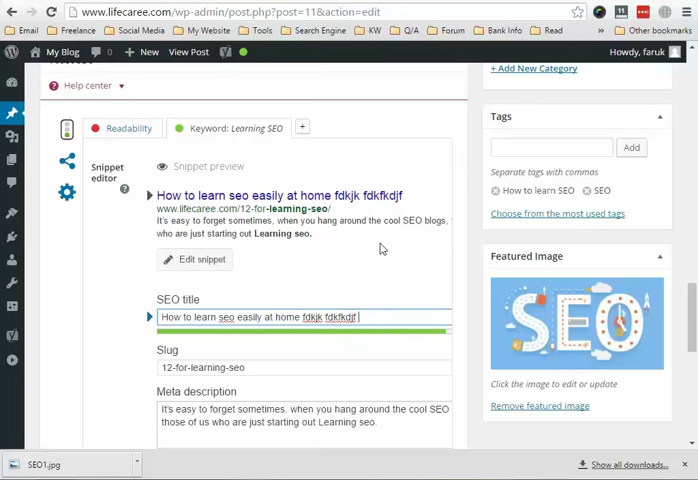 www.lifecaree.com/wp-admin/post.php?post=11&action=edit
Email Freelance Social Media My Website Tools Search Engine KW Q/A Forum Bank Info Read » Other bookmarks
My Blog New View Post Howdy, faruk
Help center
+ Add New Category
Readability Keyword: Learning SEO +
Snippet editor
Snippet preview
How to learn seo easily at home fdkjk fdkfkdjf
www.lifecaree.com/12-for-learning-seo/
It's easy to forget sometimes, when you hang around the cool SEO blogs,
who are just starting out Learning seo.
Edit snippet
SEO title
How to learn seo easily at home fdkjk fdkfkdjf
Slug
12-for-learning-seo
Meta description
It's easy to forget sometimes, when you hang around the cool SEO
those of us who are just starting out Learning seo.
Tags
Add
Separate tags with commas
How to learn SEO SEO
Choose from the most used tags
Featured Image
SEO
Click the image to edit or update
Remove featured image
SEO1.jpg
Show all downloads...